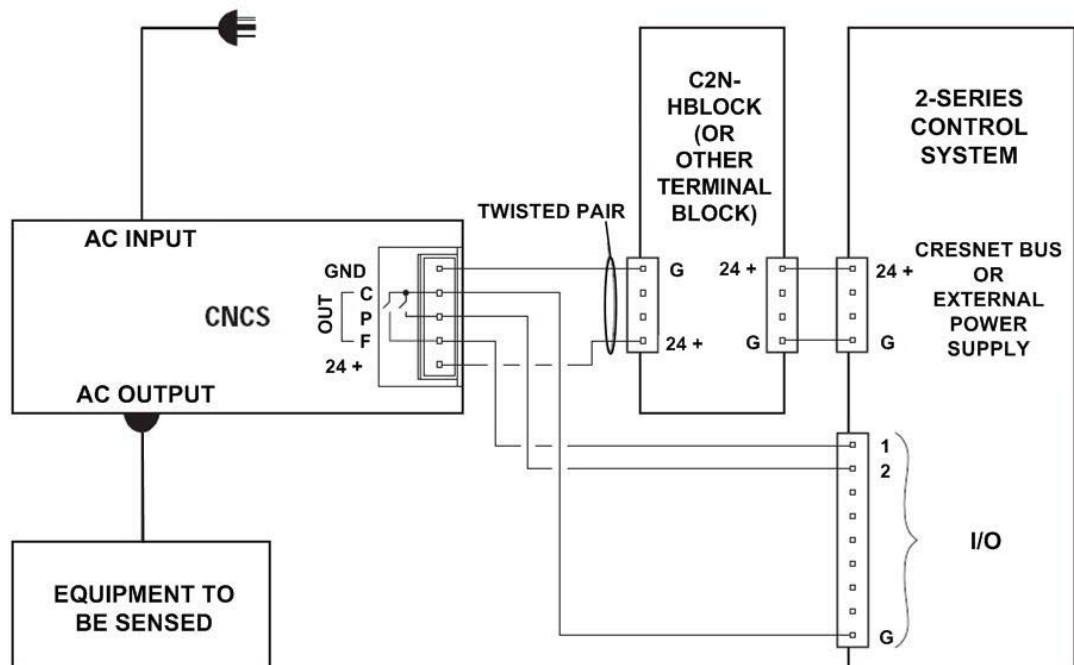 C2N-
HBLOCK
(OR
OTHER
TERMINAL
BLOCK)
2-SERIES
CONTROL
SYSTEM
TWISTED PAIR
AC INPUT
CNCS
AC OUTPUT
GND
OUT
C
P
F
24 +
G
24 +
24 +
G
24 +
G
CRESNET BUS
OR
EXTERNAL
POWER
SUPPLY
1
2
G
I/O
EQUIPMENT TO
BE SENSED